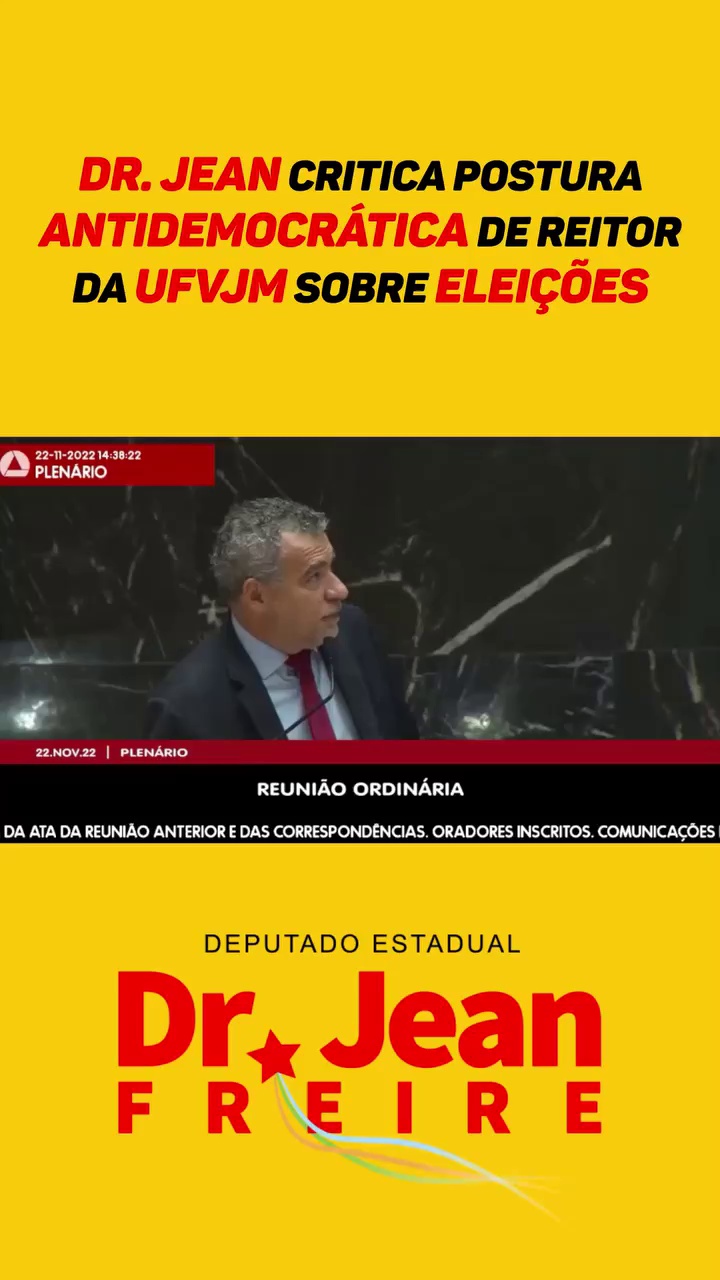 DR. JEAN CRITICA POSTURA
ANTIDEMOCRÁTICA DE REITOR
DA UFVJM SOBRE ELEIÇÕES
22-11-2022 14:38:22
PLENÁRIO
22.NOV.22 | PLENÁRIO
REUNIÃO ORDINÁRIA
DA ATA DA REUNIÃO ANTERIOR E DAS CORRESPONDÊNCIAS. ORADORES INSCRITOS. COMUNICAÇÕES
DEPUTADO ESTADUAL
Dr. Jean
FREIRE